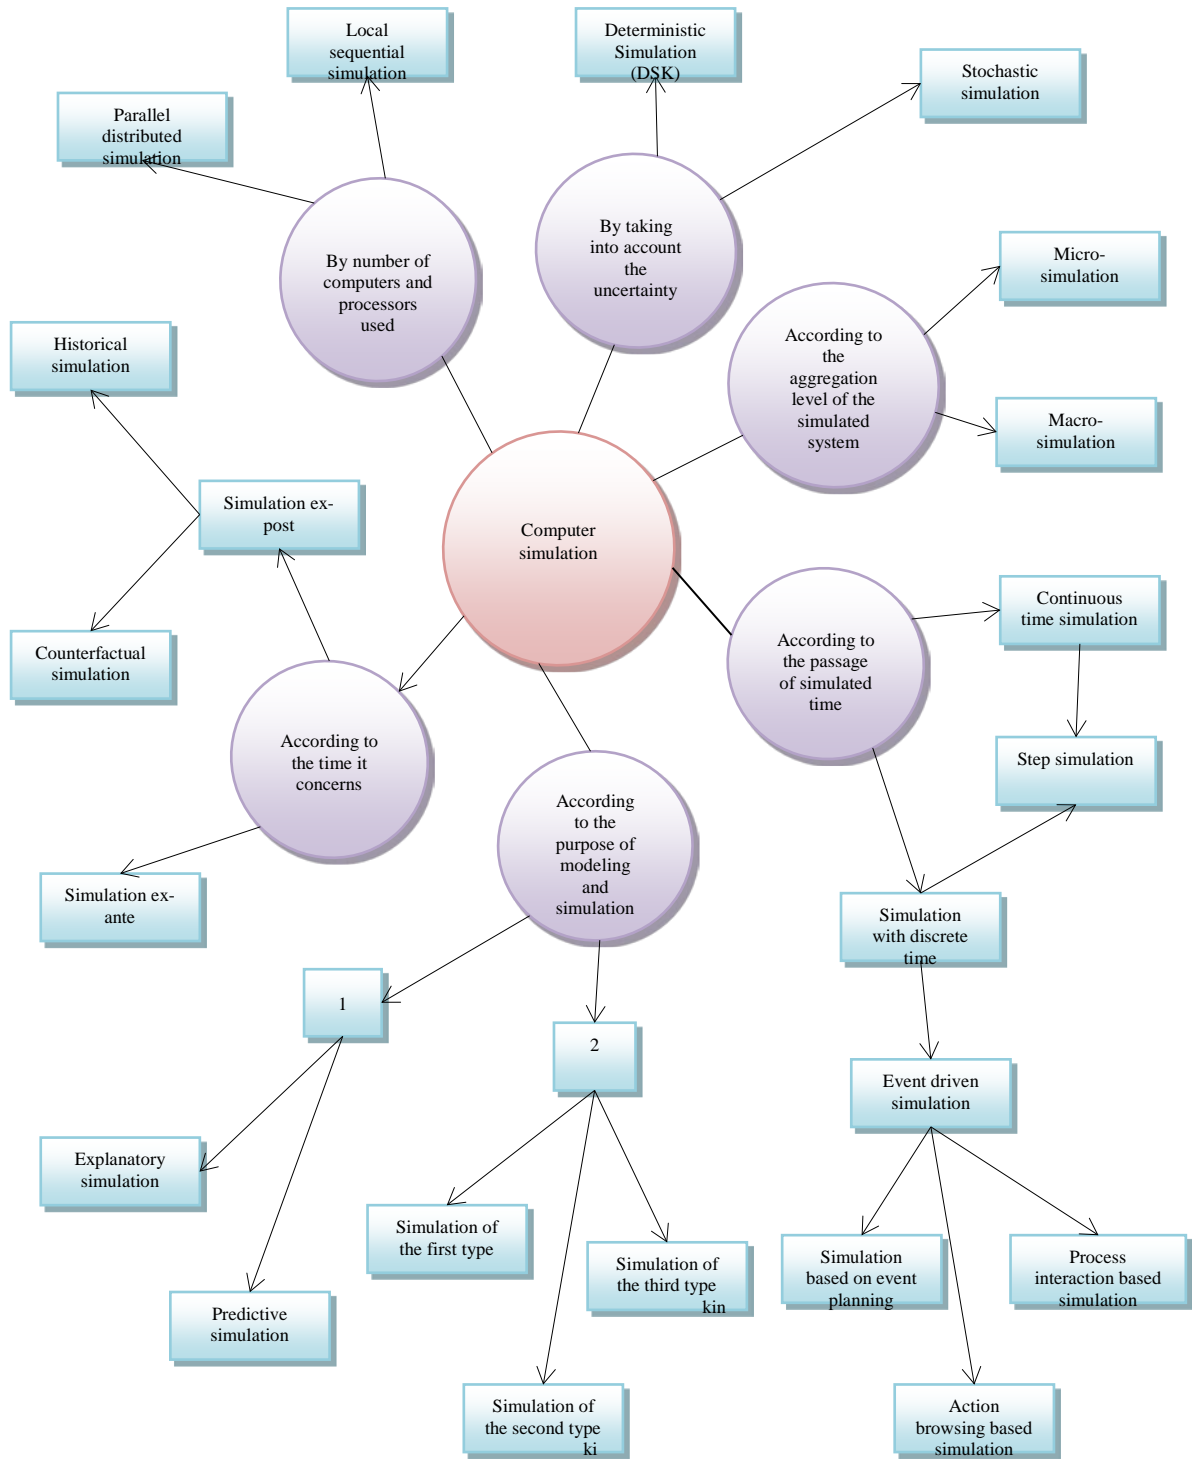 Local
sequential
simulation
Deterministic
Simulation
(DSK)
Stochastic
simulation
Parallel
distributed
simulation
By number of
computers and
processors
used
By taking
into account
the
uncertainty
Micro-
simulation
According to
the
aggregation
level of the
simulated
system
Macro-
simulation
Historical
simulation
Simulation ex-
post
Computer
simulation
Counterfactual
simulation
According to
the passage
of simulated
time
Continuous
time simulation
Step simulation
According to
the time it
concerns
According
to the
purpose of
modeling
and
simulation
Simulation ex-
ante
Simulation
with discrete
time
1
2
Event driven
simulation
Explanatory
simulation
Simulation of
the first type
Simulation of
the third type
kin
Simulation
based on event
planning
Process
interaction based
simulation
Predictive
simulation
Simulation of
the second type
ki
Action
browsing based
simulation